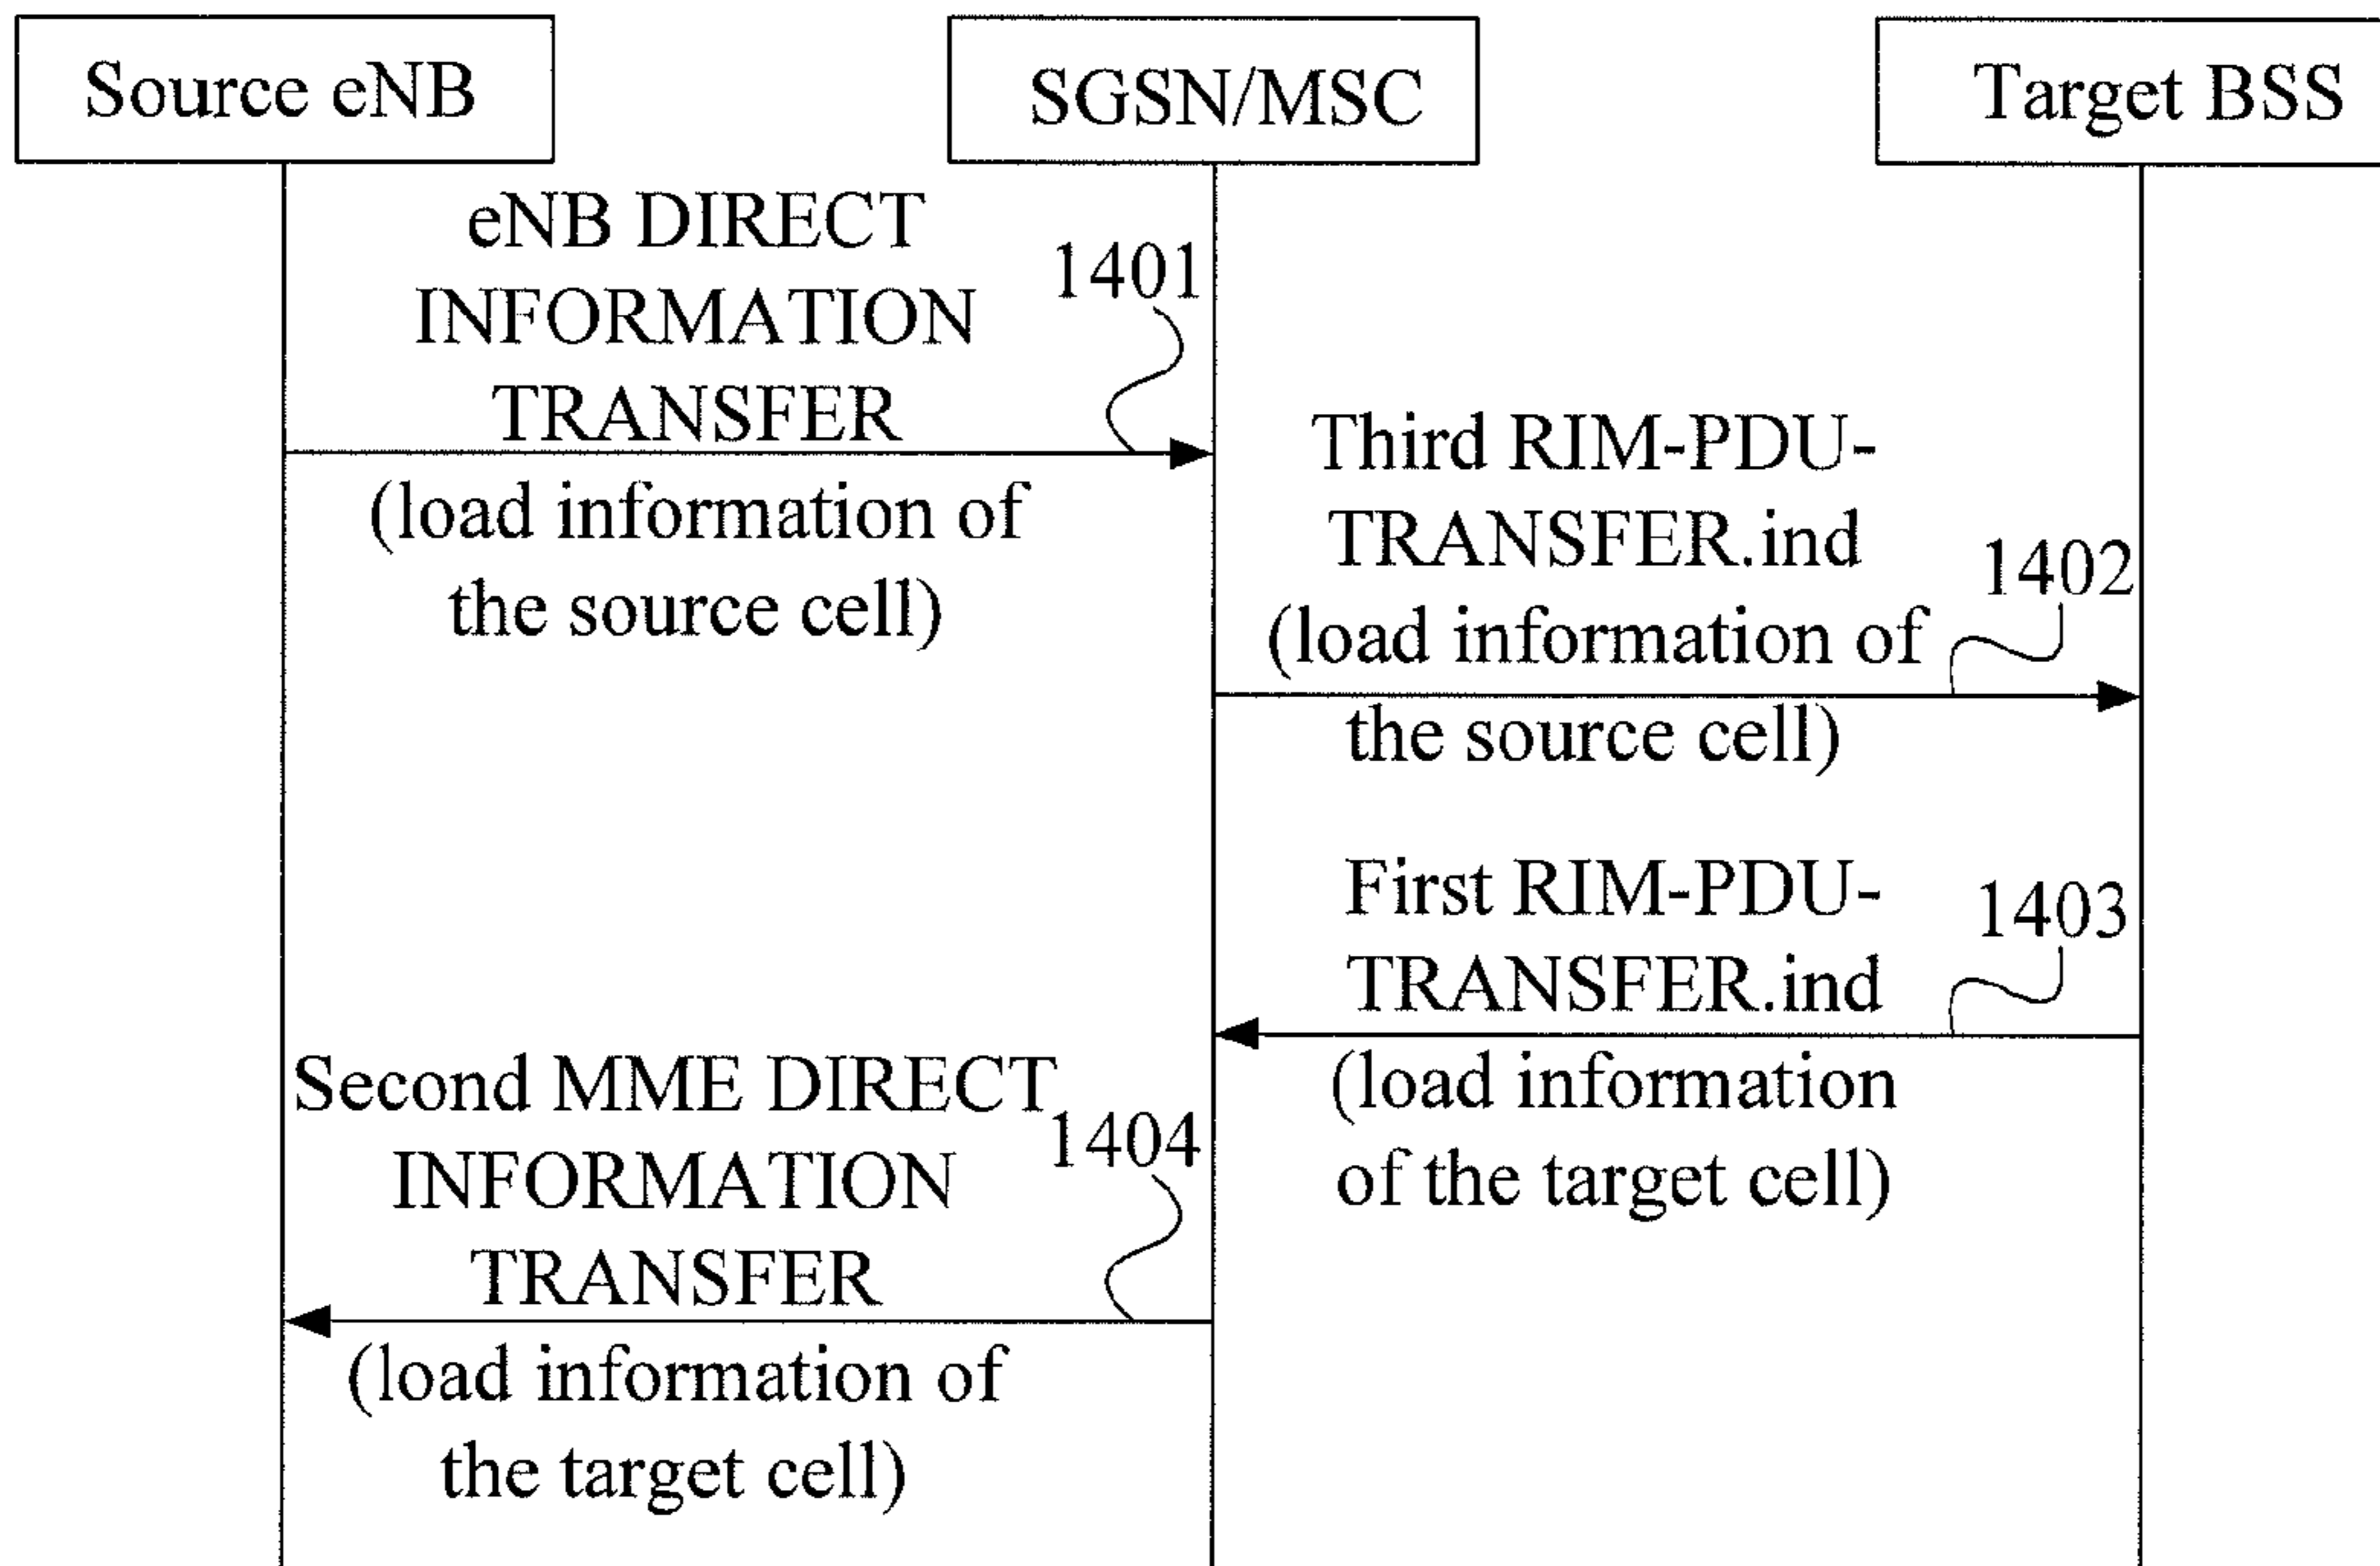 Source eNB
SGSN/MSC
Target BSS
eNB DIRECT
INFORMATION
TRANSFER
1401
(load information of
the source cell)
Third RIM-PDU-
TRANSFER.ind
1402
(load information of
the source cell)
First RIM-PDU-
TRANSFER.ind
1403
(load information
of the target cell)
Second MME DIRECT
INFORMATION
TRANSFER
1404
(load information of
the target cell)